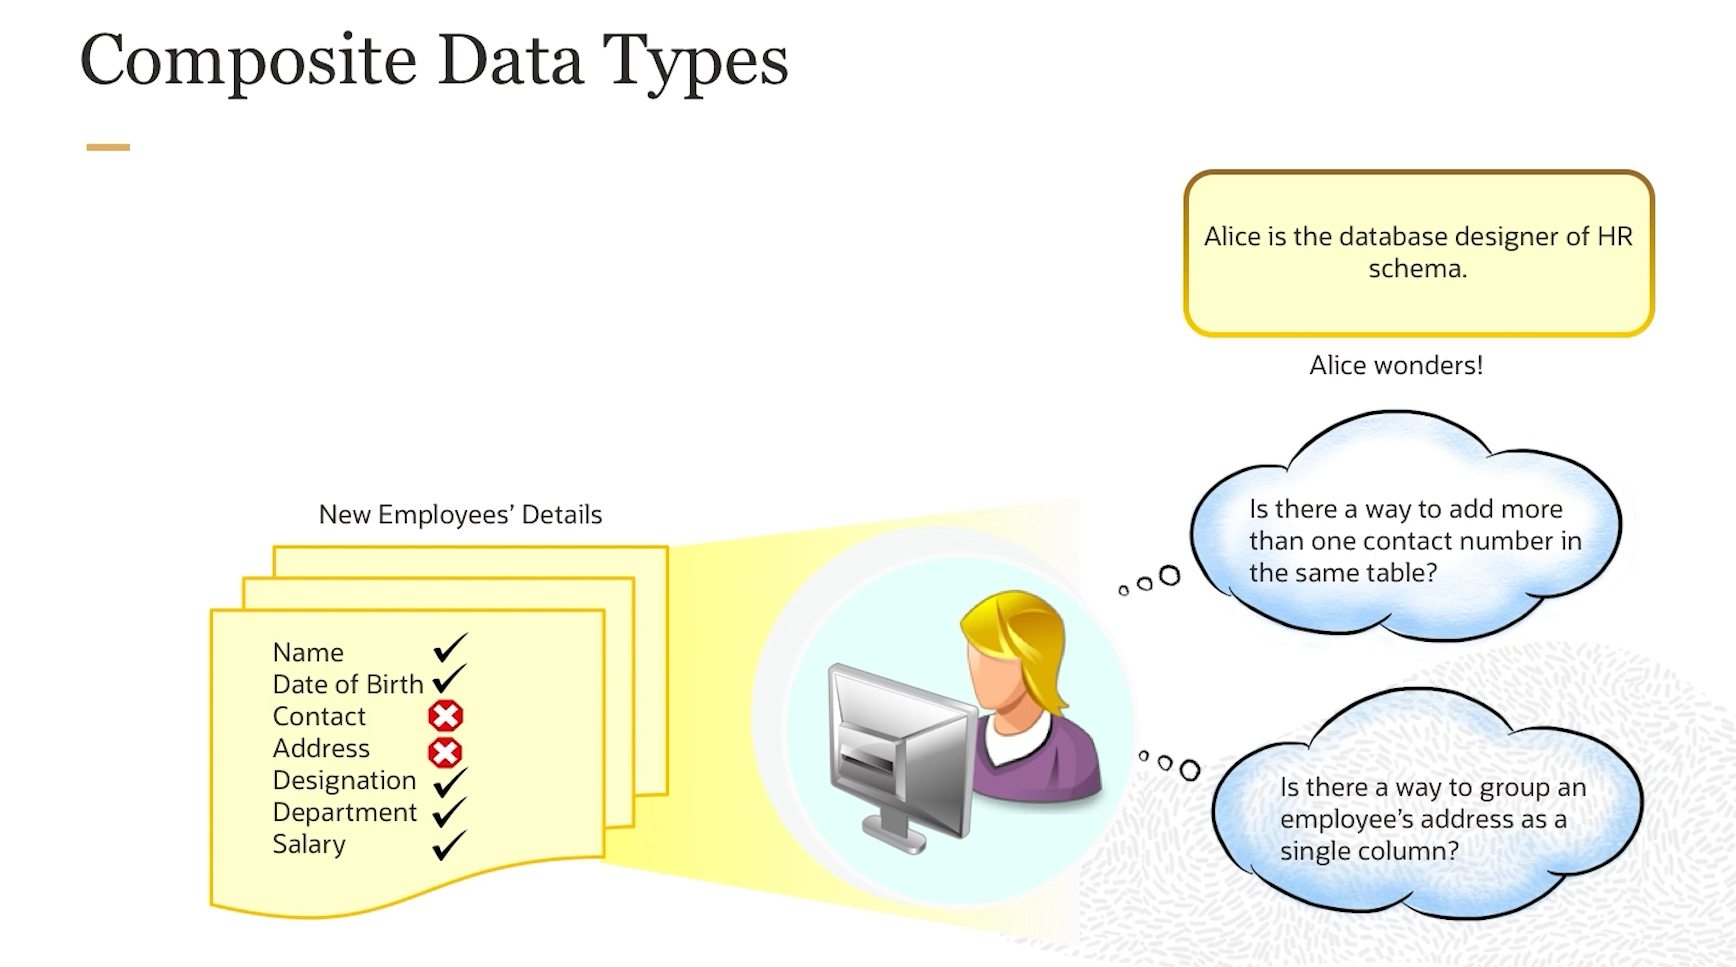 Composite Data Types
Alice is the database designer of HR
schema.
Alice wonders!
Is there a way to add more
than one contact number in
the same table?
New Employees’ Details
Name
Date of Birth
Contact
Address
Designation
Department
Salary
Is there a way to group an
employee’s address as a
single column?